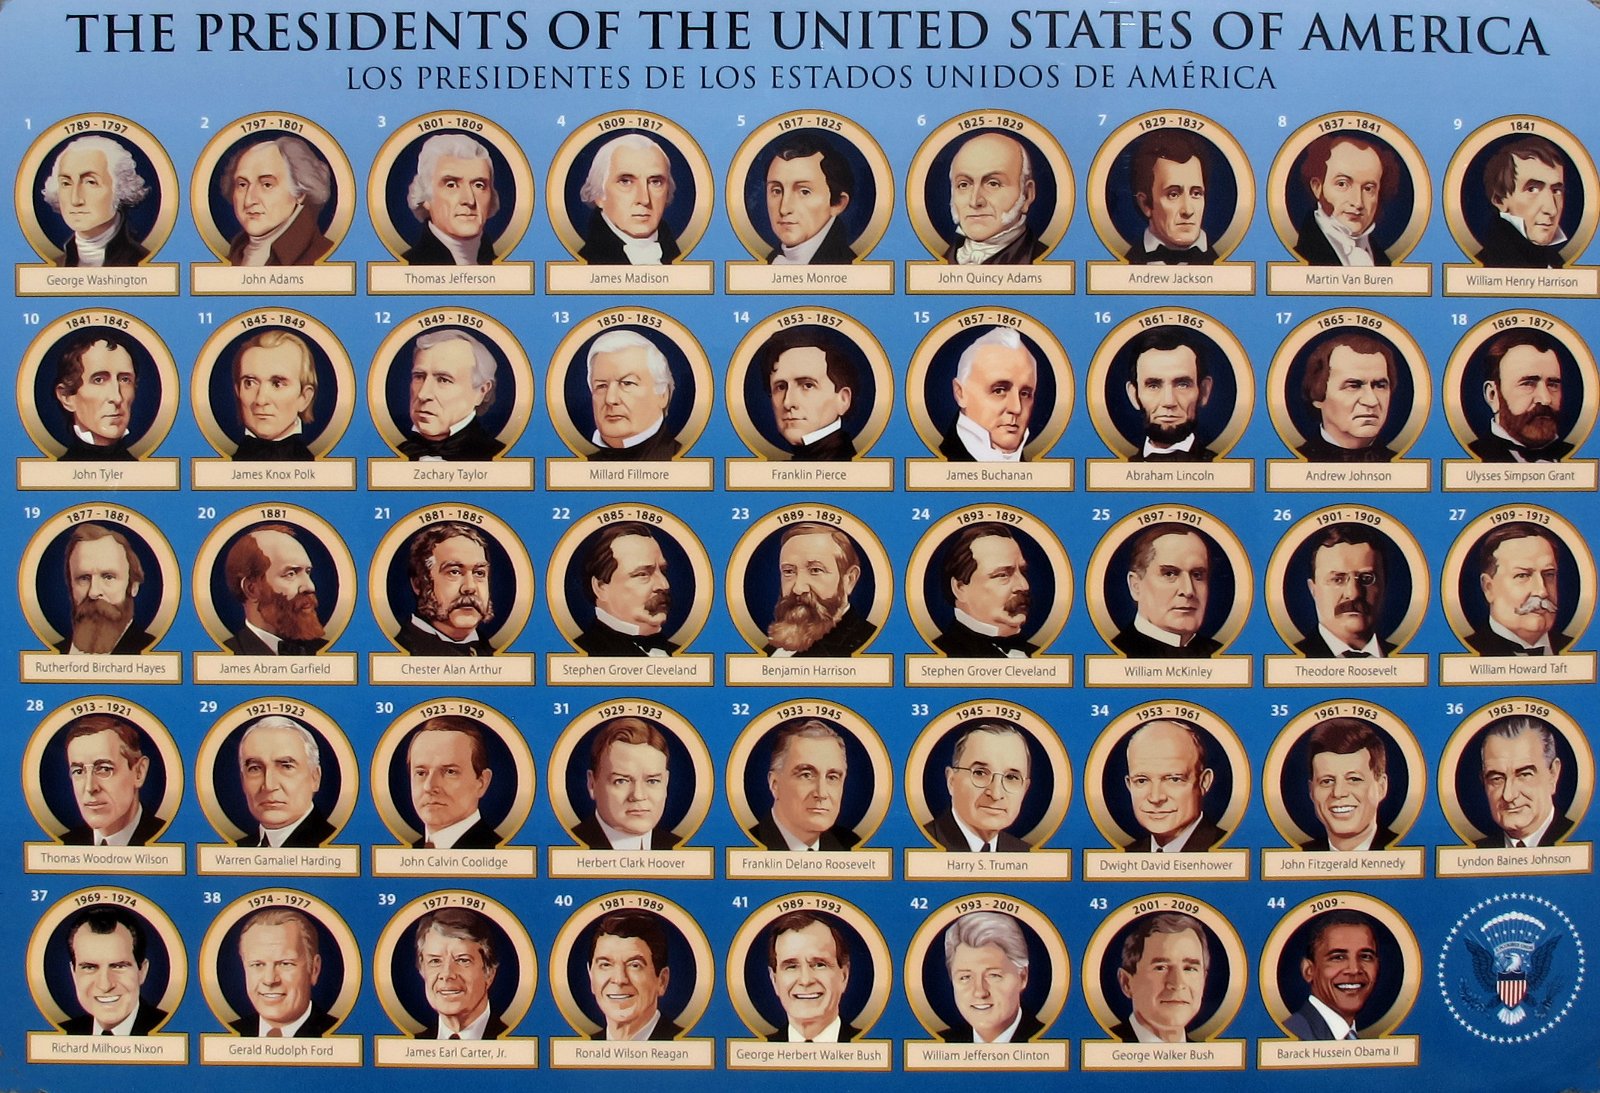 THE PRESIDENTS OF THE UNITED STATES OF AMERICA
LOS PRESIDENTES DE LOS ESTADOS UNIDOS DE AMÉRICA
1 1789 - 1797
George Washington
2 1797 - 1801
John Adams
3 1801 - 1809
Thomas Jefferson
4 1809 - 1817
James Madison
5 1817 - 1825
James Monroe
6 1825 - 1829
John Quincy Adams
7 1829 - 1837
Andrew Jackson
8 1837 - 1841
Martin Van Buren
9 1841
William Henry Harrison
10 1841 - 1845
John Tyler
11 1845 - 1849
James Knox Polk
12 1849 - 1850
Zachary Taylor
13 1850 - 1853
Millard Fillmore
14 1853 - 1857
Franklin Pierce
15 1857 - 1861
James Buchanan
16 1861 - 1865
Abraham Lincoln
17 1865 - 1869
Andrew Johnson
18 1869 - 1877
Ulysses Simpson Grant
19 1877 - 1881
Rutherford Birchard Hayes
20 1881
James Abram Garfield
21 1881 - 1885
Chester Alan Arthur
22 1885 - 1889
Stephen Grover Cleveland
23 1889 - 1893
Benjamin Harrison
24 1893 - 1897
Stephen Grover Cleveland
25 1897 - 1901
William McKinley
26 1901 - 1909
Theodore Roosevelt
27 1909 - 1913
William Howard Taft
28 1913 - 1921
Thomas Woodrow Wilson
29 1921–1923
Warren Gamaliel Harding
30 1923 - 1929
John Calvin Coolidge
31 1929 - 1933
Herbert Clark Hoover
32 1933 - 1945
Franklin Delano Roosevelt
33 1945 - 1953
Harry S. Truman
34 1953 - 1961
Dwight David Eisenhower
35 1961 - 1963
John Fitzgerald Kennedy
36 1963 - 1969
Lyndon Baines Johnson
37 1969 - 1974
Richard Milhous Nixon
38 1974 - 1977
Gerald Rudolph Ford
39 1977 - 1981
James Earl Carter, Jr.
40 1981 - 1989
Ronald Wilson Reagan
41 1989 - 1993
George Herbert Walker Bush
42 1993 - 2001
William Jefferson Clinton
43 2001 - 2009
George Walker Bush
44 2009 -
Barack Hussein Obama II